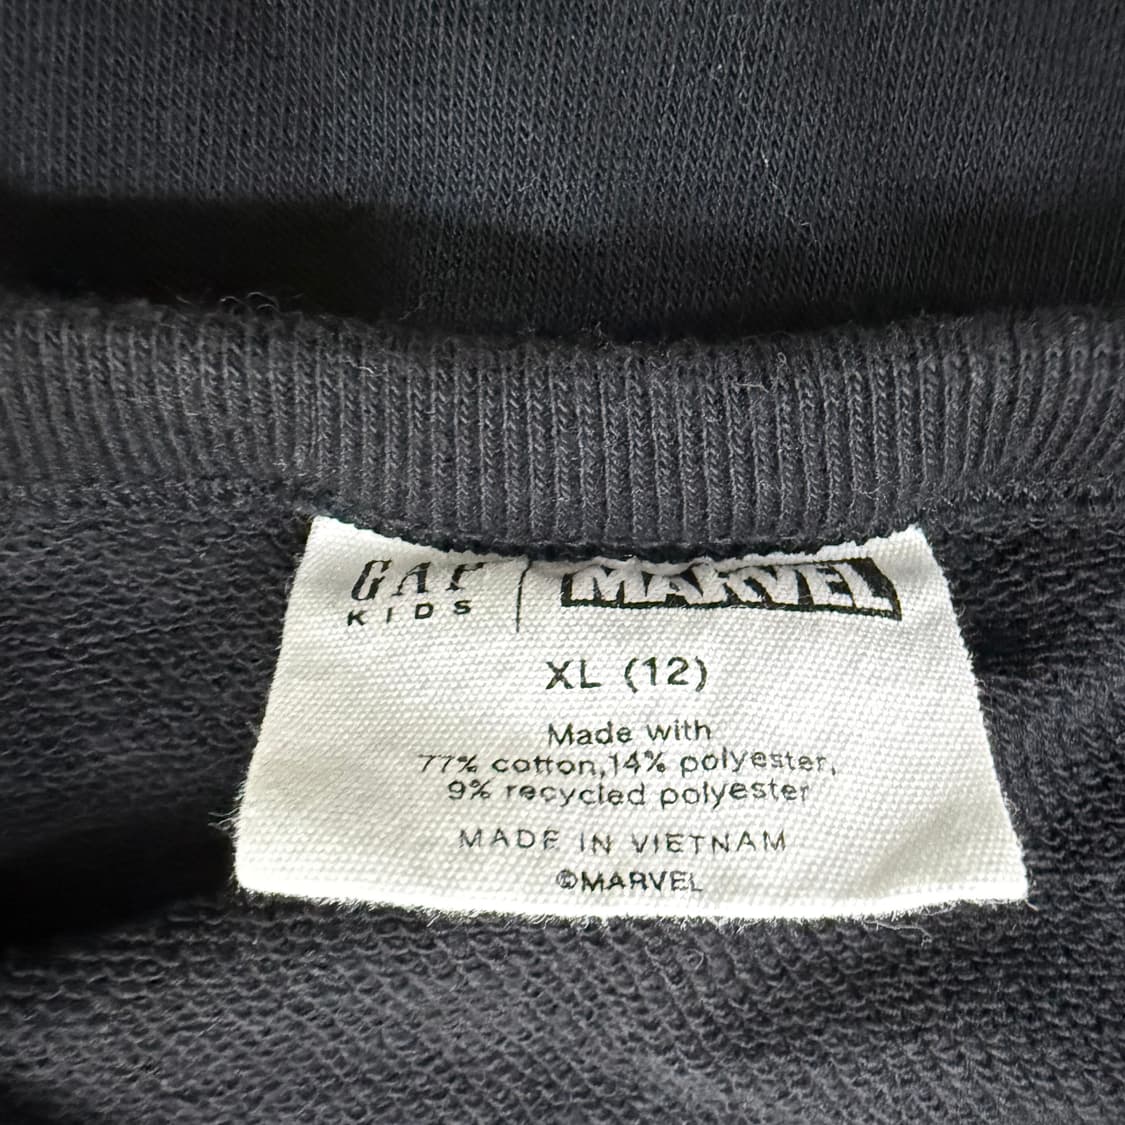 GAP KIDS | MARVEL
XL (12)
Made with
77% cotton,14% polyester,
9% recycled polyester
MADE IN VIETNAM
©MARVEL